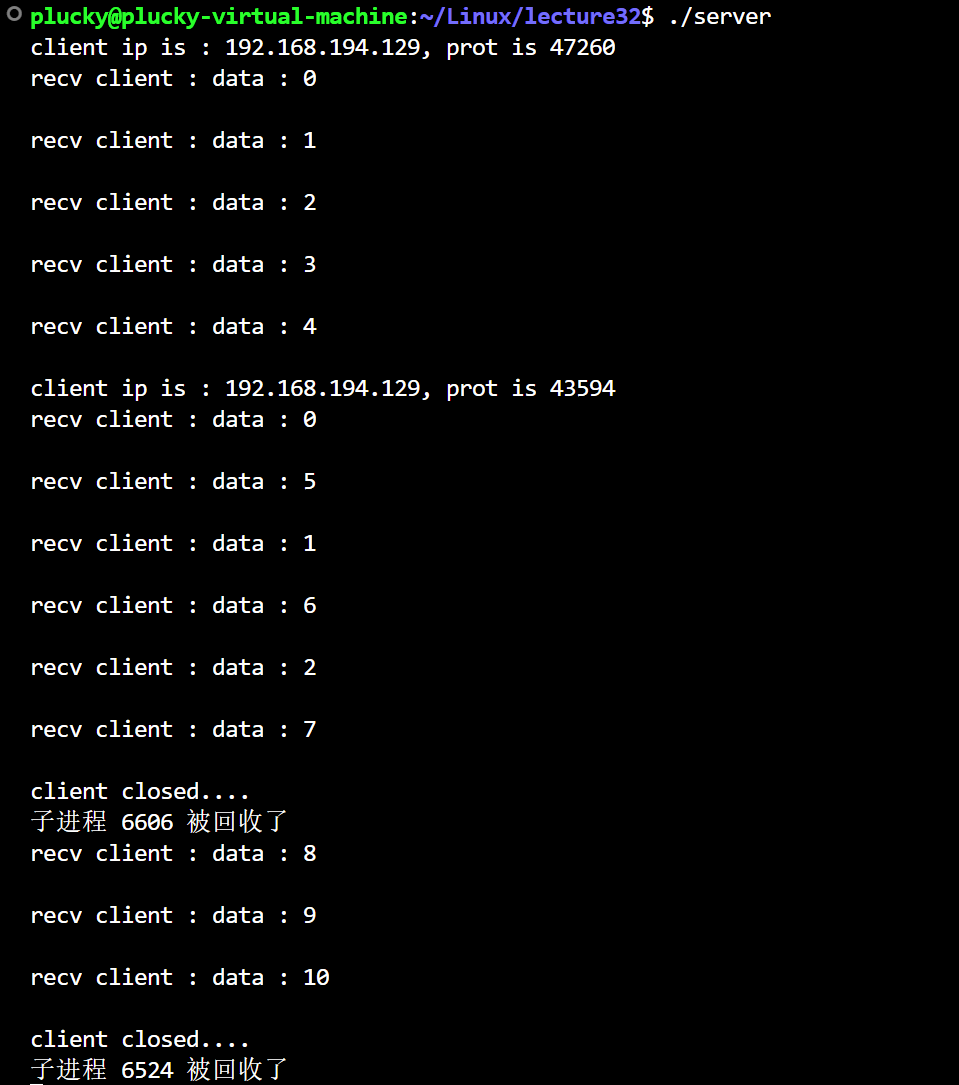 plucky@plucky-virtual-machine:~/Linux/lecture32$ ./server
client ip is : 192.168.194.129, prot is 47260
recv client : data : 0
recv client : data : 1
recv client : data : 2
recv client : data : 3
recv client : data : 4
client ip is : 192.168.194.129, prot is 43594
recv client : data : 0
recv client : data : 5
recv client : data : 1
recv client : data : 6
recv client : data : 2
recv client : data : 7
client closed....
子进程 6606 被回收了
recv client : data : 8
recv client : data : 9
recv client : data : 10
client closed....
子进程 6524 被回收了